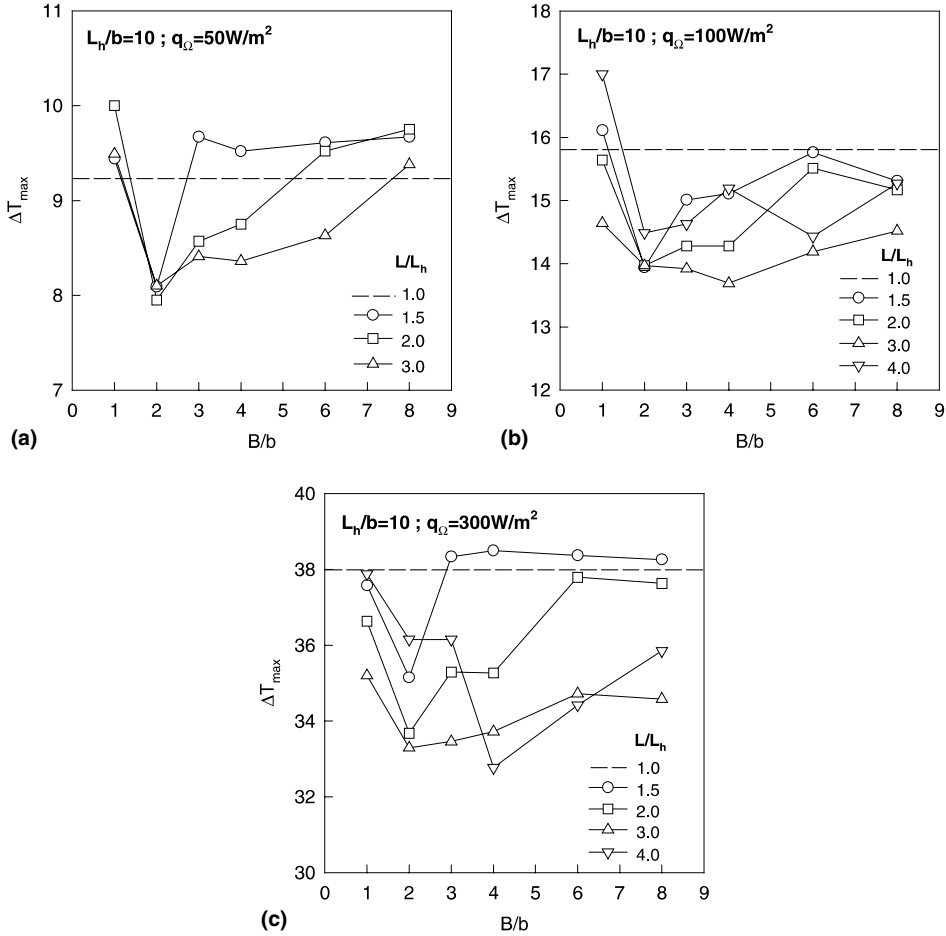 L_h/b=10 ; q_Ω=50W/m²
11
10
9
8
7
ΔT_max
L/L_h
1.0
1.5
2.0
3.0
0 1 2 3 4 5 6 7 8 9
(a)
B/b
L_h/b=10 ; q_Ω=100W/m²
18
17
16
15
14
13
12
ΔT_max
L/L_h
1.0
1.5
2.0
3.0
4.0
0 1 2 3 4 5 6 7 8 9
(b)
B/b
L_h/b=10 ; q_Ω=300W/m²
40
38
36
34
32
30
ΔT_max
L/L_h
1.0
1.5
2.0
3.0
4.0
0 1 2 3 4 5 6 7 8 9
(c)
B/b